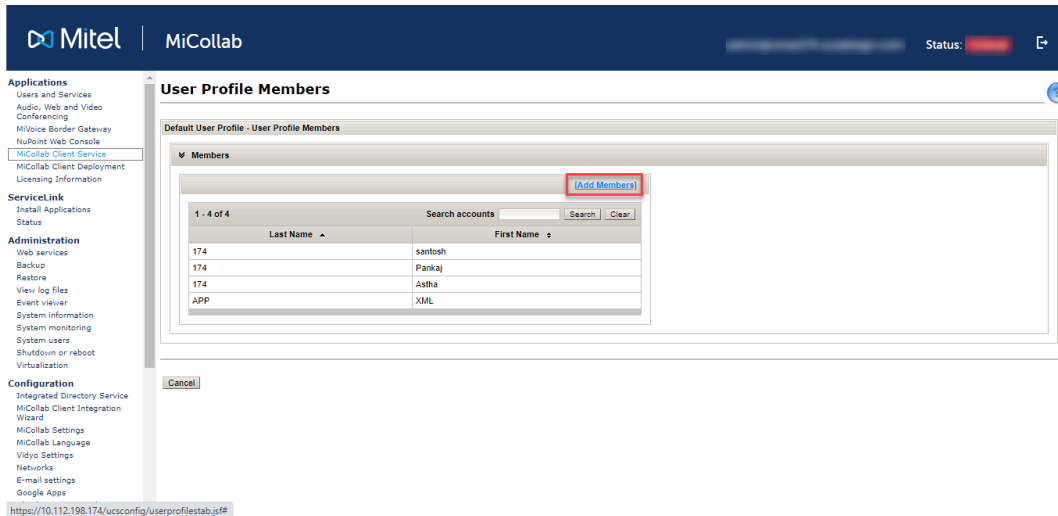 Mitel | MiCollab
Status:
Applications
Users and Services
Audio, Web and Video
Conferencing
MiVoice Border Gateway
NuPoint Web Console
MiCollab Client Service
MiCollab Client Deployment
Licensing Information
ServiceLink
Install Applications
Status
Administration
Web services
Backup
Restore
View log files
Event viewer
System information
System monitoring
System users
Shutdown or reboot
Virtualization
Configuration
Integrated Directory Service
MiCollab Client Integration
Wizard
MiCollab Settings
MiCollab Language
Vidyo Settings
Networks
E-mail settings
Google Apps
https://10.112.198.174/ucsconfig/userprofilestab.jsf#
User Profile Members
?
Default User Profile - User Profile Members
Members
[Add Members]
1 - 4 of 4 Search accounts Search Clear
Last Name First Name
174 santosh
174 Pankaj
174 Astha
APP XML
Cancel